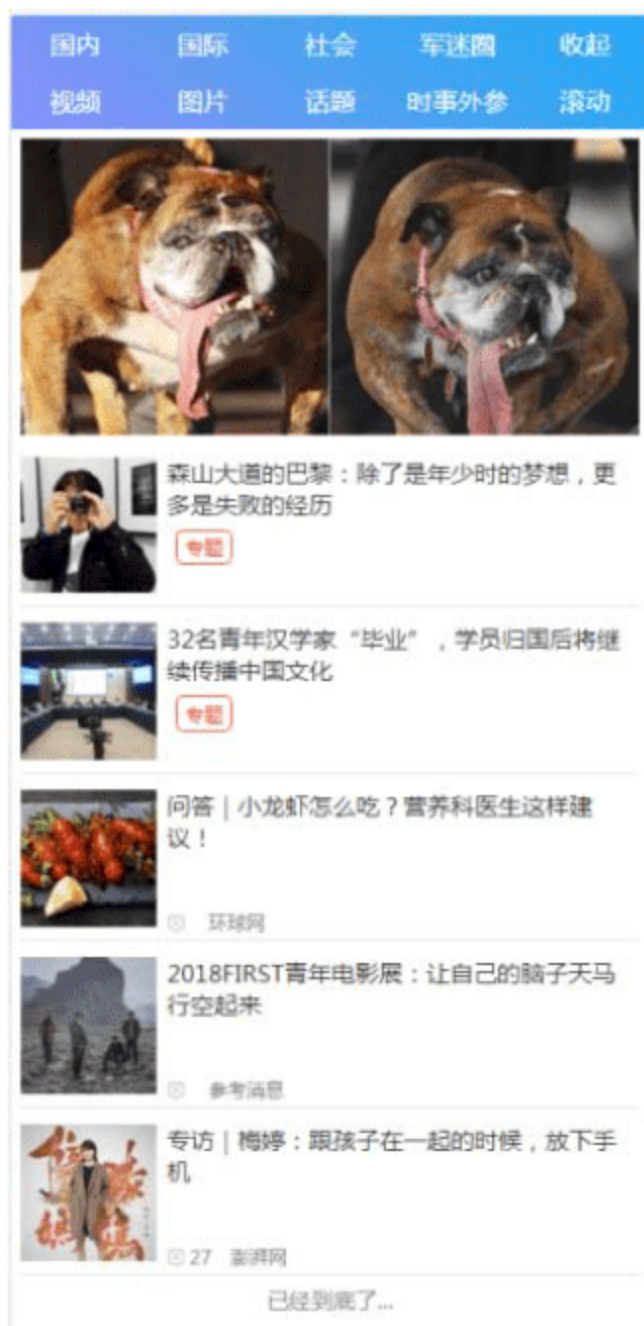 国内 国际 社会 军迷圈 收起
视频 图片 话题 时事外参 滚动
森山大道的巴黎：除了是年少时的梦想，更
多是失败的经历
专题
32名青年汉学家“毕业”，学员归国后将继
续传播中国文化
专题
问答｜小龙虾怎么吃？营养科医生这样建
议！
环球网
2018FIRST青年电影展：让自己的脑子天马
行空起来
参考消息
专访｜梅婷：跟孩子在一起的时候，放下手
机
27 澎湃网
已经到底了...